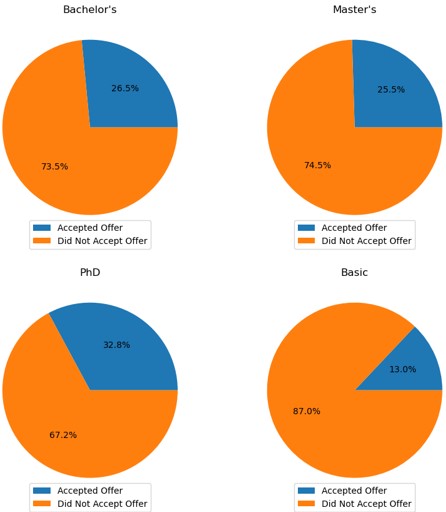 Bachelor's
26.5%
73.5%
Accepted Offer
Did Not Accept Offer
Master's
25.5%
74.5%
Accepted Offer
Did Not Accept Offer
PhD
32.8%
67.2%
Accepted Offer
Did Not Accept Offer
Basic
13.0%
87.0%
Accepted Offer
Did Not Accept Offer